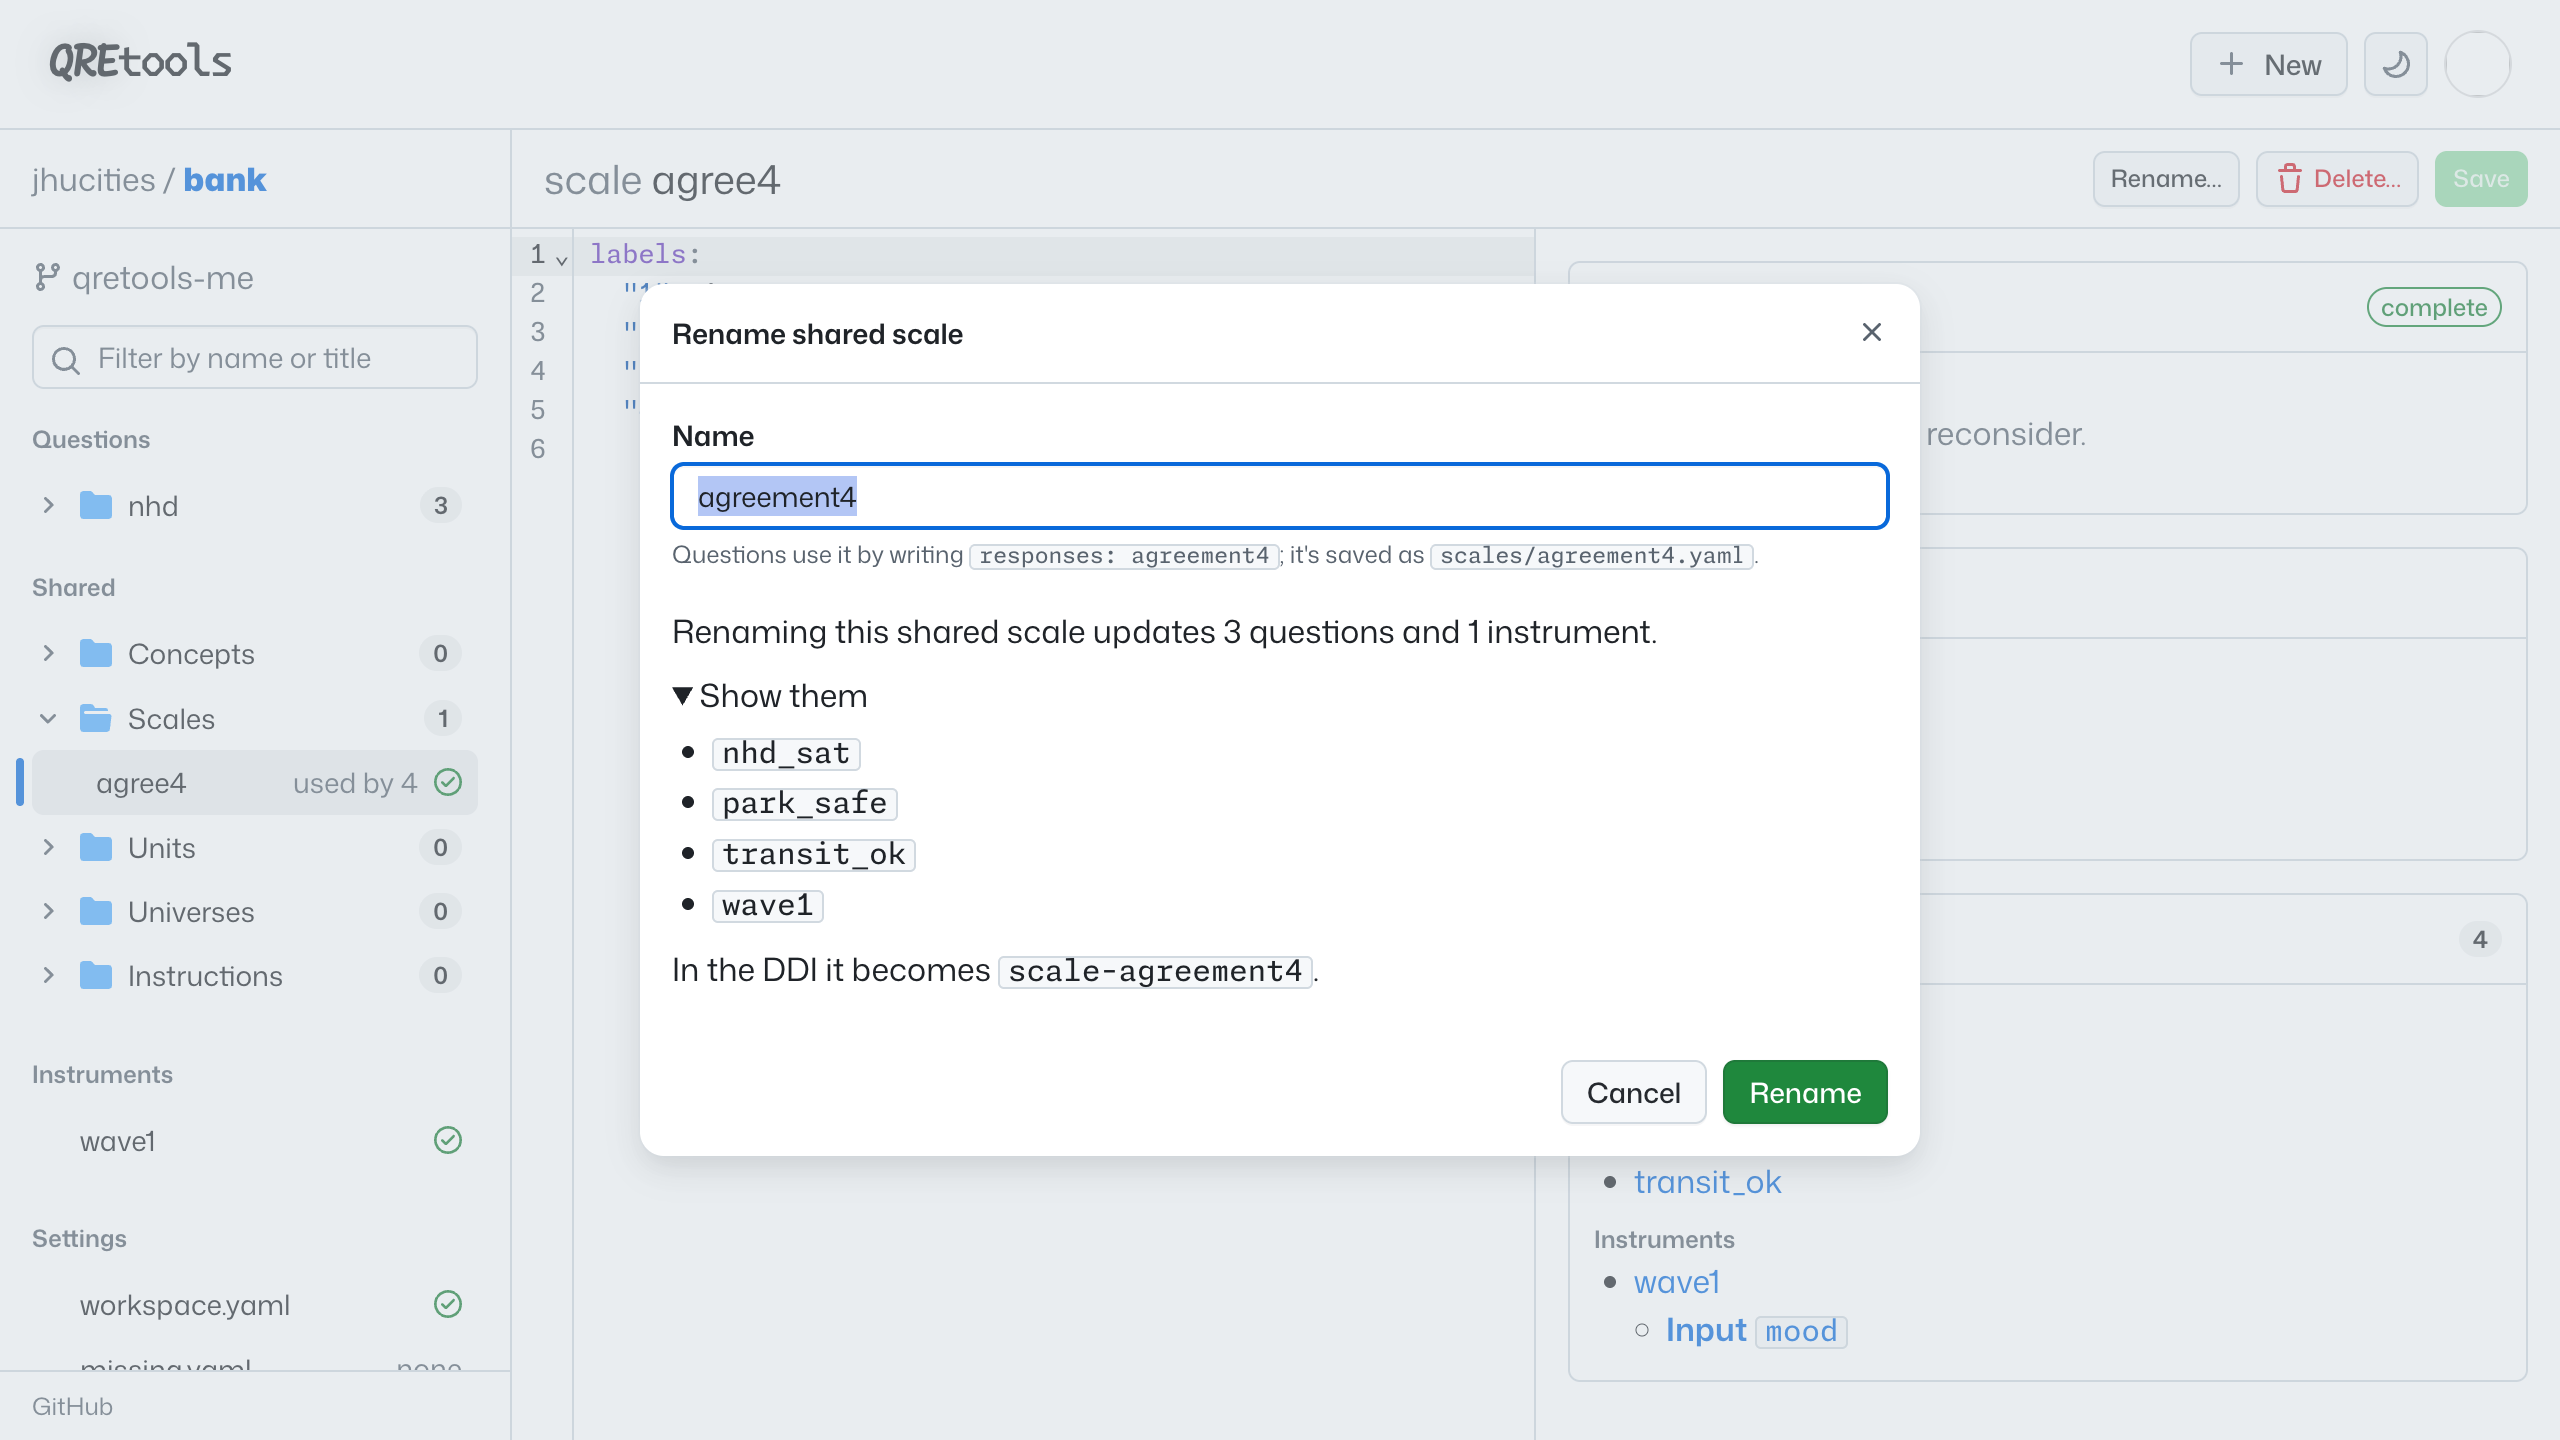 QREtools
New
jhucities / bank
scale agree4
Rename...
Delete...
Save
qretools-me
Filter by name or title
Questions
nhd 3
Shared
Concepts 0
Scales 1
agree4 used by 4
Units 0
Universes 0
Instructions 0
Instruments
wave1
Settings
workspace.yaml
missing.yaml none
GitHub
1 labels:
2
3
4
5
6
Rename shared scale
Name
agreement4
Questions use it by writing responses: agreement4; it's saved as scales/agreement4.yaml.
Renaming this shared scale updates 3 questions and 1 instrument.
Show them
nhd_sat
park_safe
transit_ok
wave1
In the DDI it becomes scale-agreement4.
Cancel
Rename
complete
reconsider.
4
transit_ok
Instruments
wave1
Input mood